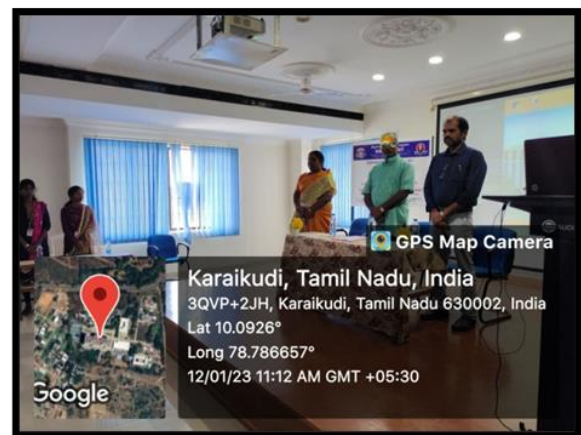 GPS Map Camera
Karaikudi, Tamil Nadu, India
3QVP+2JH, Karaikudi, Tamil Nadu 630002, India
Lat 10.0926°
Long 78.786657°
12/01/23 11:12 AM GMT +05:30
Google